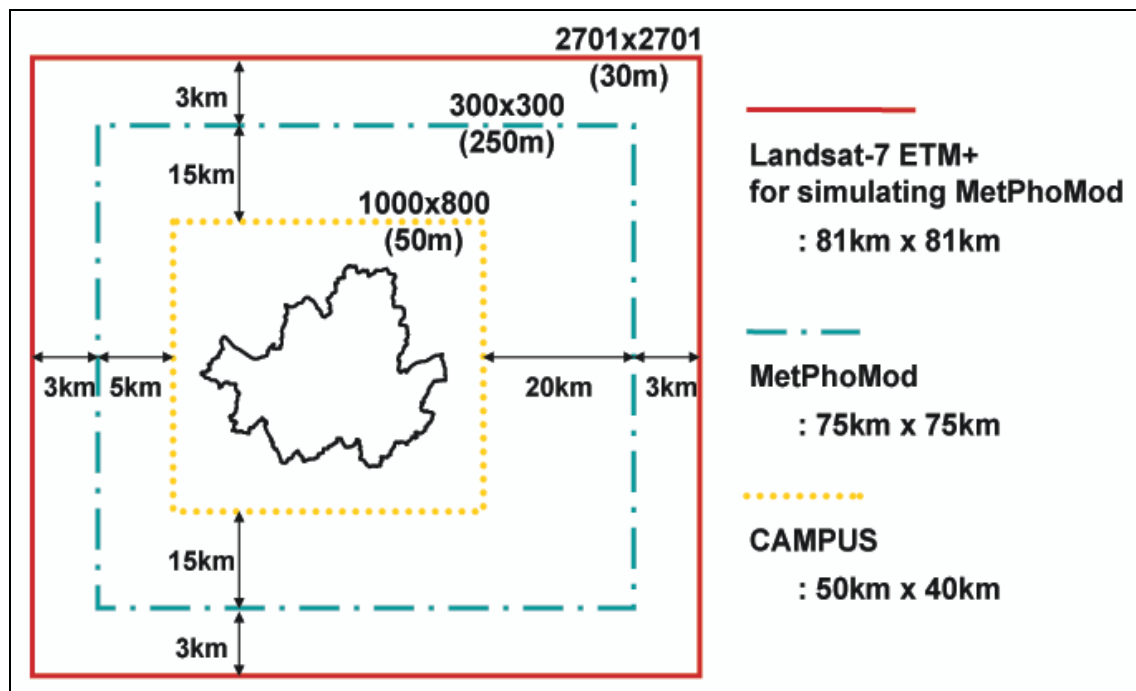 2701x2701
(30m)
3km
300x300
(250m)
15km
1000x800
(50m)
3km
5km
20km
3km
15km
3km
Landsat-7 ETM+
for simulating MetPhoMod
: 81km x 81km
MetPhoMod
: 75km x 75km
CAMPUS
: 50km x 40km